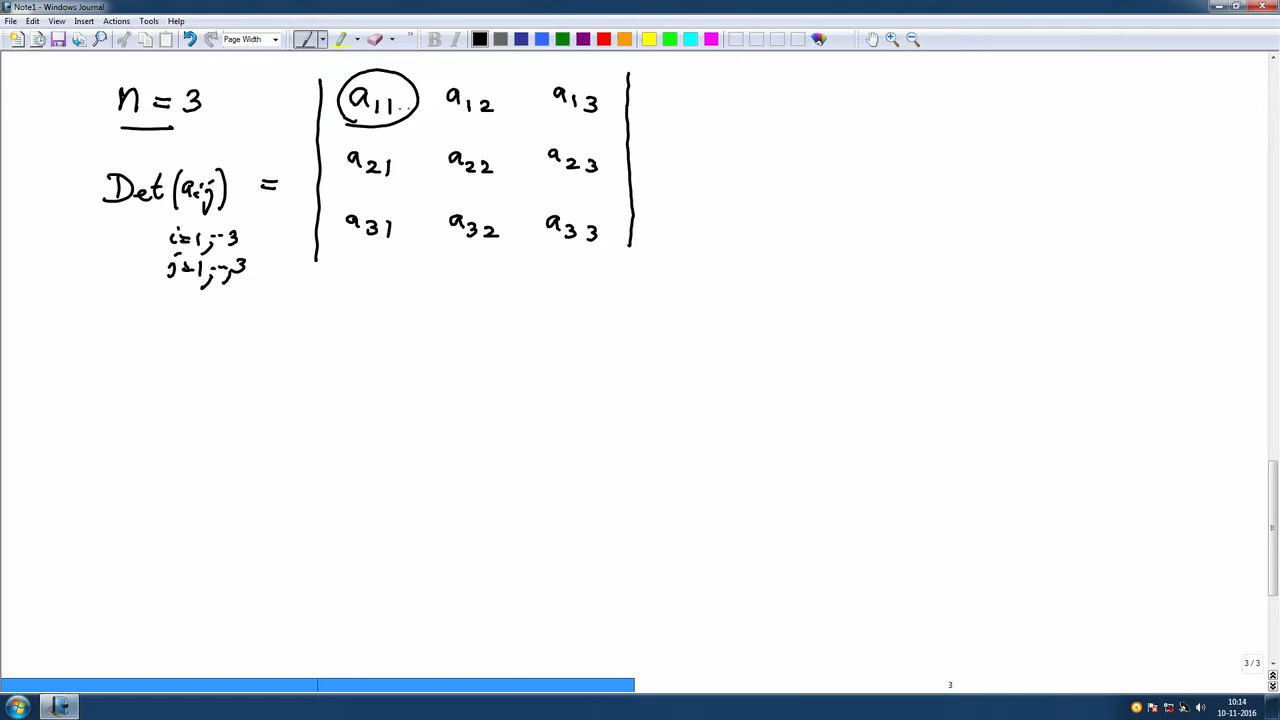 Note1 - Windows Journal
File Edit View Insert Actions Tools Help
Page Width
n = 3
Det (aij) =
i=1,--3
j=1,--,3
a11 a12 a13
a21 a22 a23
a31 a32 a33
3 / 3
3
10:14
10-11-2016